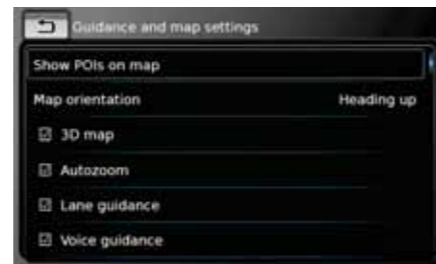 Guidance and map settings
Show POIs on map
Map orientation Heading up
3D map
Autozoom
Lane guidance
Voice guidance